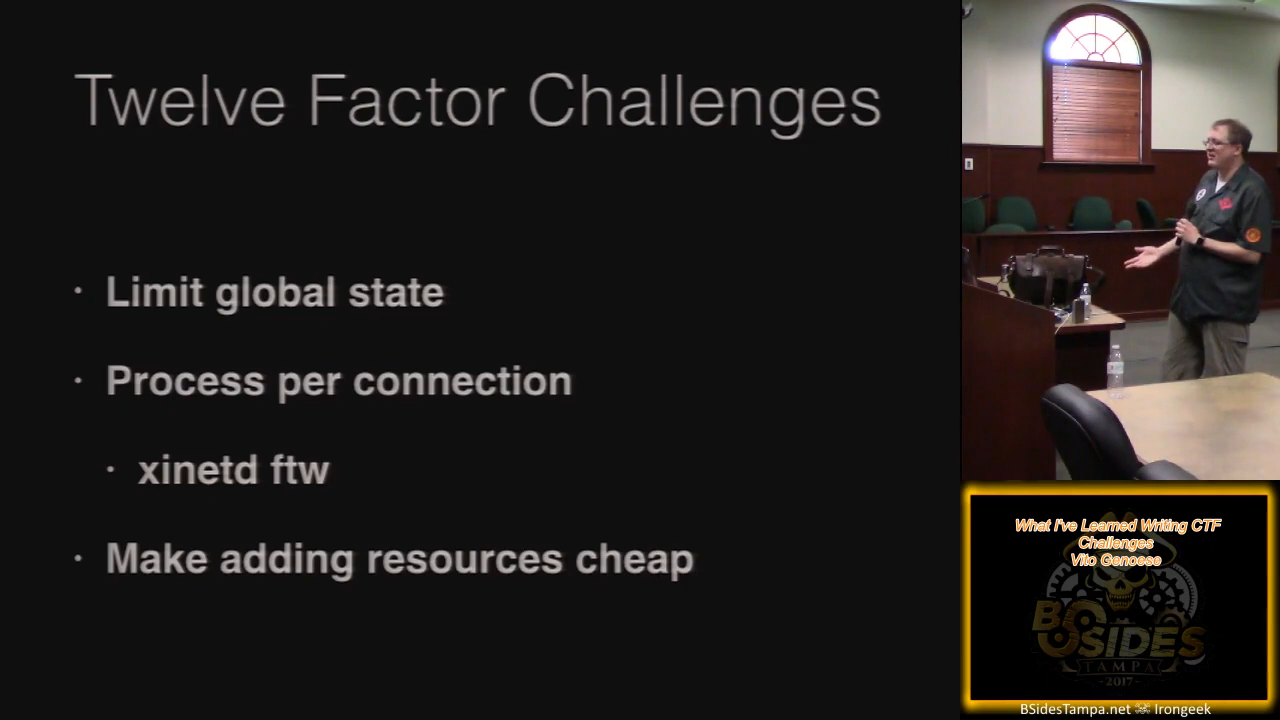 Twelve Factor Challenges
· Limit global state
· Process per connection
· xinetd ftw
· Make adding resources cheap
What I've Learned Writing CTF
Challenges
Vito Genoese
BSIDES
TAMPA
-2017-
BSidesTampa.net ☠ Irongeek